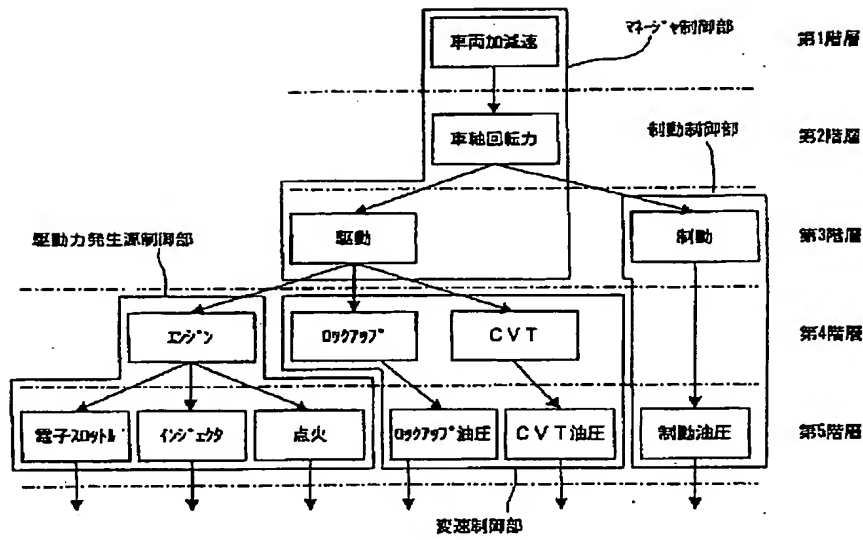 車両加減速
マネージャ制御部
第1階層
車軸回転力
制動制御部
第2階層
駆動力発生源制御部
駆動
制動
第3階層
エンジン
ロックアップ
CVT
第4階層
電子スロットル
インジェクタ
点火
ロックアップ油圧
CVT油圧
制動油圧
第5階層
変速制御部